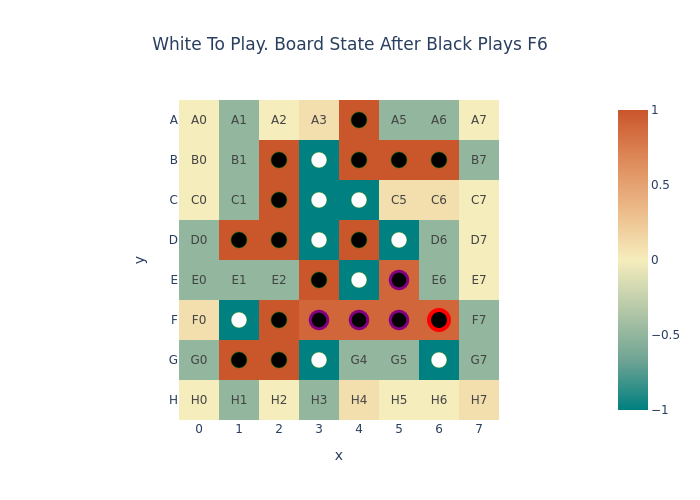 White To Play. Board State After Black Plays F6
A A0 A1 A2 A3 A5 A6 A7
B B0 B1 B7
C C0 C1 C5 C6 C7
D D0 D6 D7
E E0 E1 E2 E6 E7
F F0 F7
G G0 G4 G5 G7
H H0 H1 H2 H3 H4 H5 H6 H7
0 1 2 3 4 5 6 7
x
y
1
0.5
0
−0.5
−1